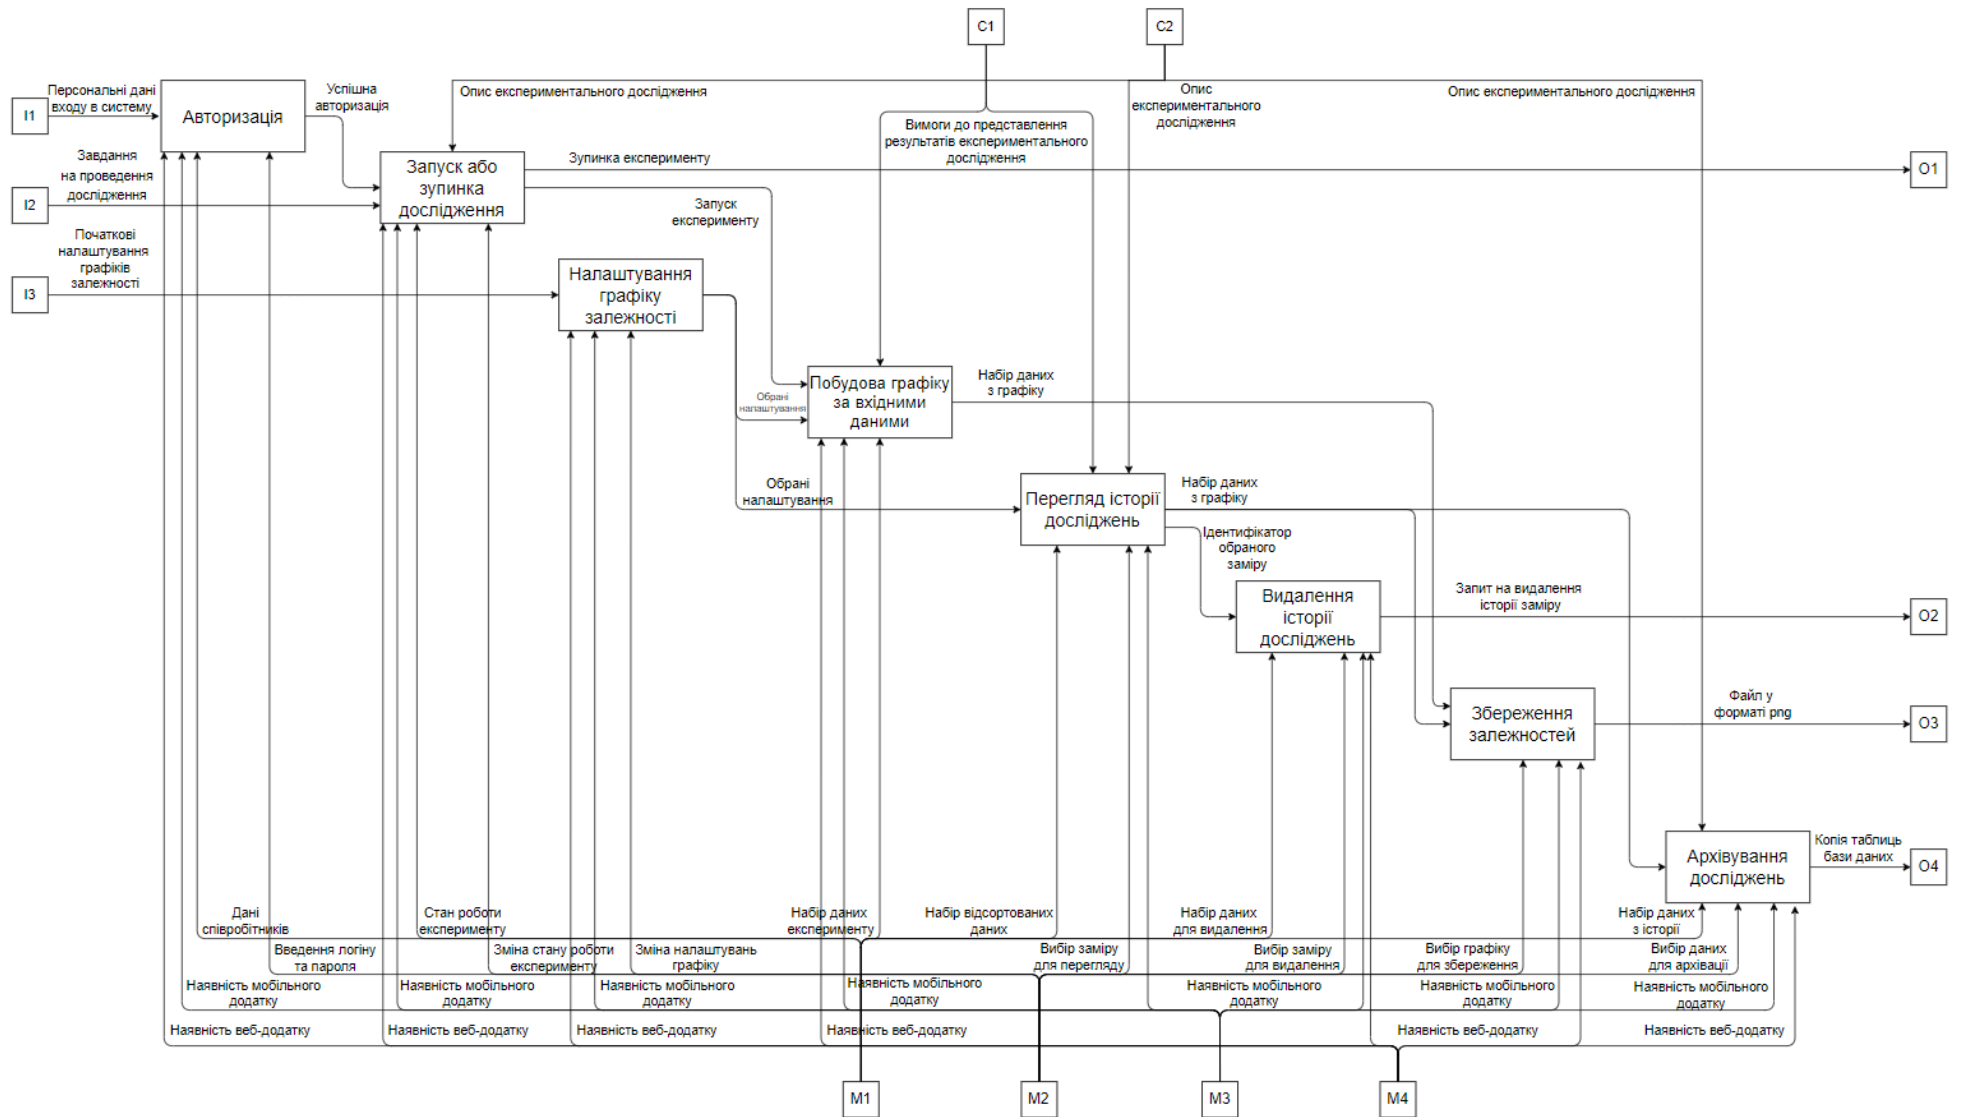 C1
C2
I1
Персональні дані
входу в систему
Авторизація
Успішна
авторизація
Опис експериментального дослідження
Опис
експериментального
дослідження
Опис експериментального дослідження
Вимоги до представлення
результатів експериментального
дослідження
I2
Завдання
на проведення
дослідження
Запуск або
зупинка
дослідження
Зупинка експерименту
O1
Запуск
експерименту
I3
Початкові
налаштування
графіків
залежності
Налаштування
графіку
залежності
Обрані
налаштування
Побудова графіку
за вхідними
даними
Набір даних
з графіку
Обрані
налаштування
Перегляд історії
досліджень
Набір даних
з графіку
Ідентифікатор
обраного
заміру
Видалення
історії
досліджень
Запит на видалення
історії заміру
O2
Збереження
залежностей
Файл у
форматі png
O3
Архівування
досліджень
Копія таблиць
бази даних
O4
Дані
співробітників
Стан роботи
експерименту
Набір даних
експерименту
Набір відсортованих
даних
Набір даних
для видалення
Набір даних
з історії
Введення логіну
та пароля
Зміна стану роботи
експерименту
Зміна налаштувань
графіку
Вибір заміру
для перегляду
Вибір заміру
для видалення
Вибір графіку
для збереження
Вибір даних
для архівації
Наявність мобільного
додатку
Наявність мобільного
додатку
Наявність мобільного
додатку
Наявність мобільного
додатку
Наявність мобільного
додатку
Наявність мобільного
додатку
Наявність мобільного
додатку
Наявність веб-додатку
Наявність веб-додатку
Наявність веб-додатку
Наявність веб-додатку
Наявність веб-додатку
Наявність веб-додатку
M1
M2
M3
M4